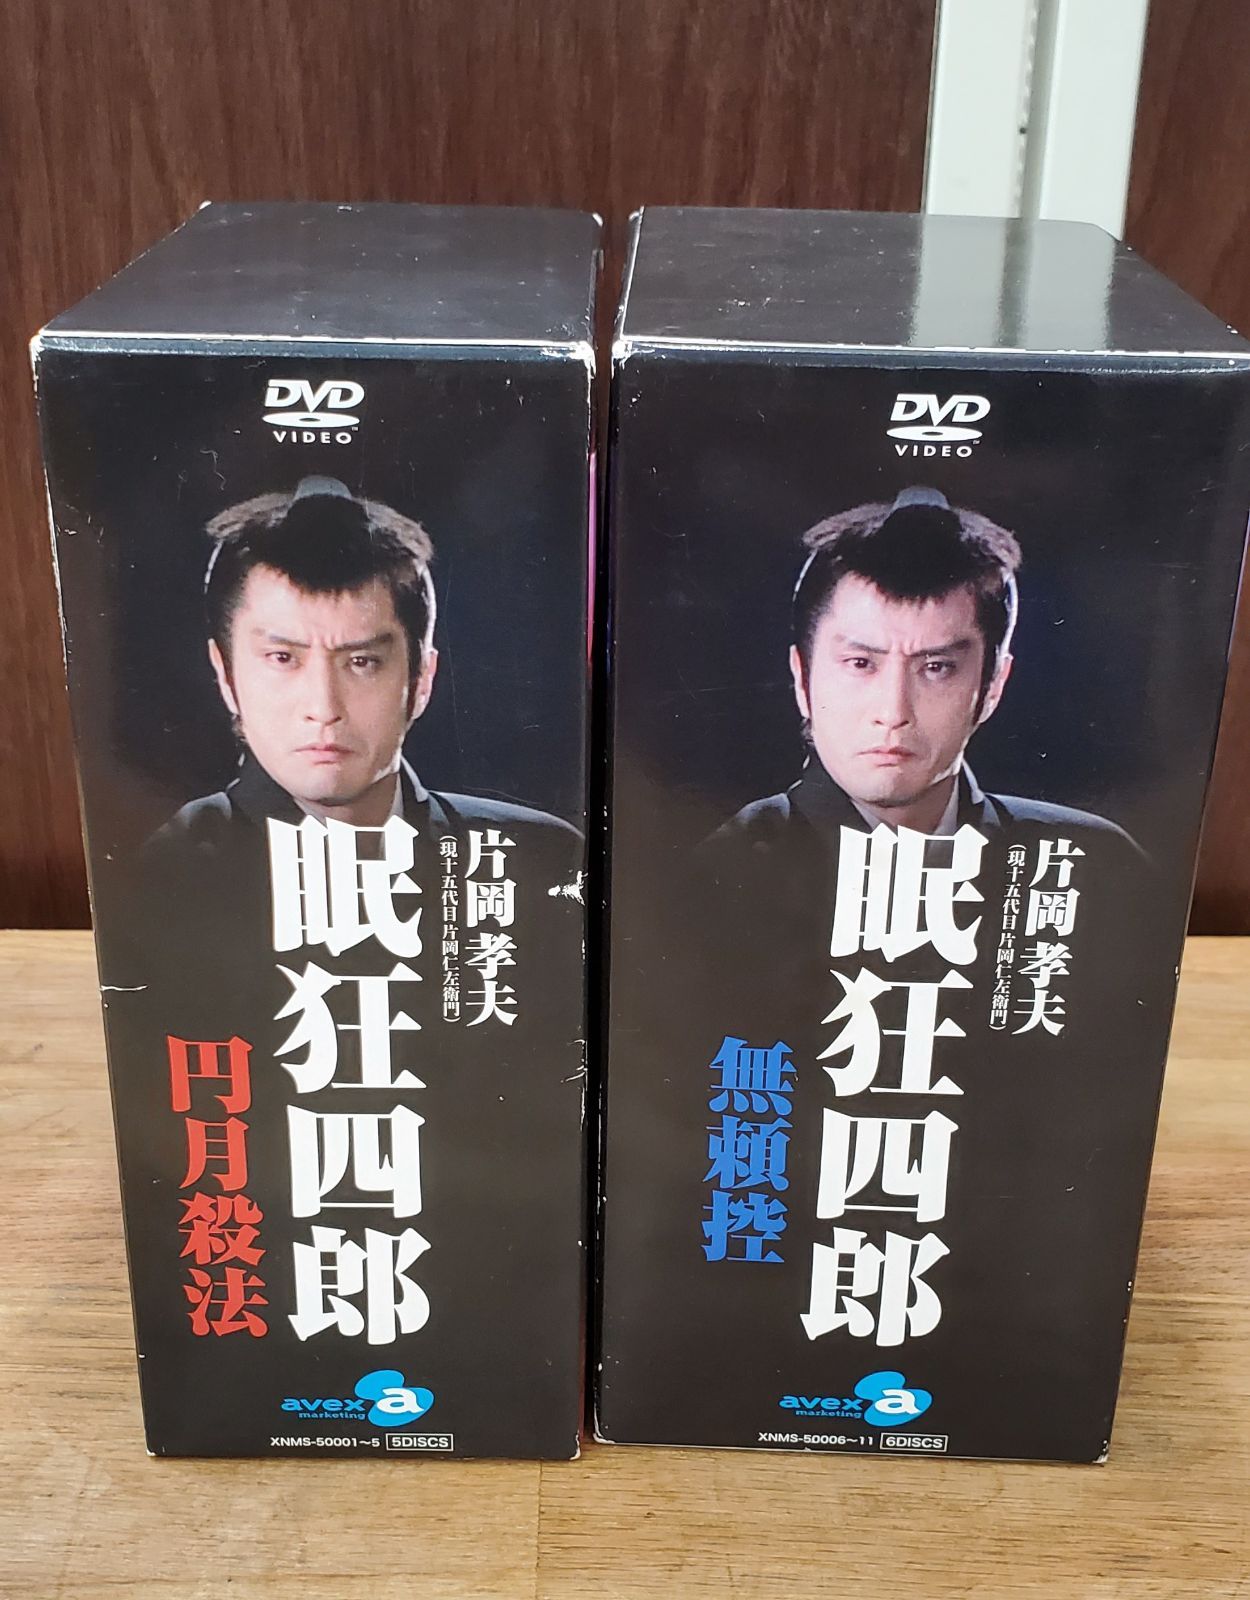 DVD
VIDEO
片岡孝夫
(現十五代目 片岡仁左衛門)
眠狂四郎
円月殺法
avex a
marketing
XNMS-50001~5 5DISCS
DVD
VIDEO
片岡孝夫
(現十五代目 片岡仁左衛門)
眠狂四郎
無頼控
avex a
marketing
XNMS-50006~11 6DISCS